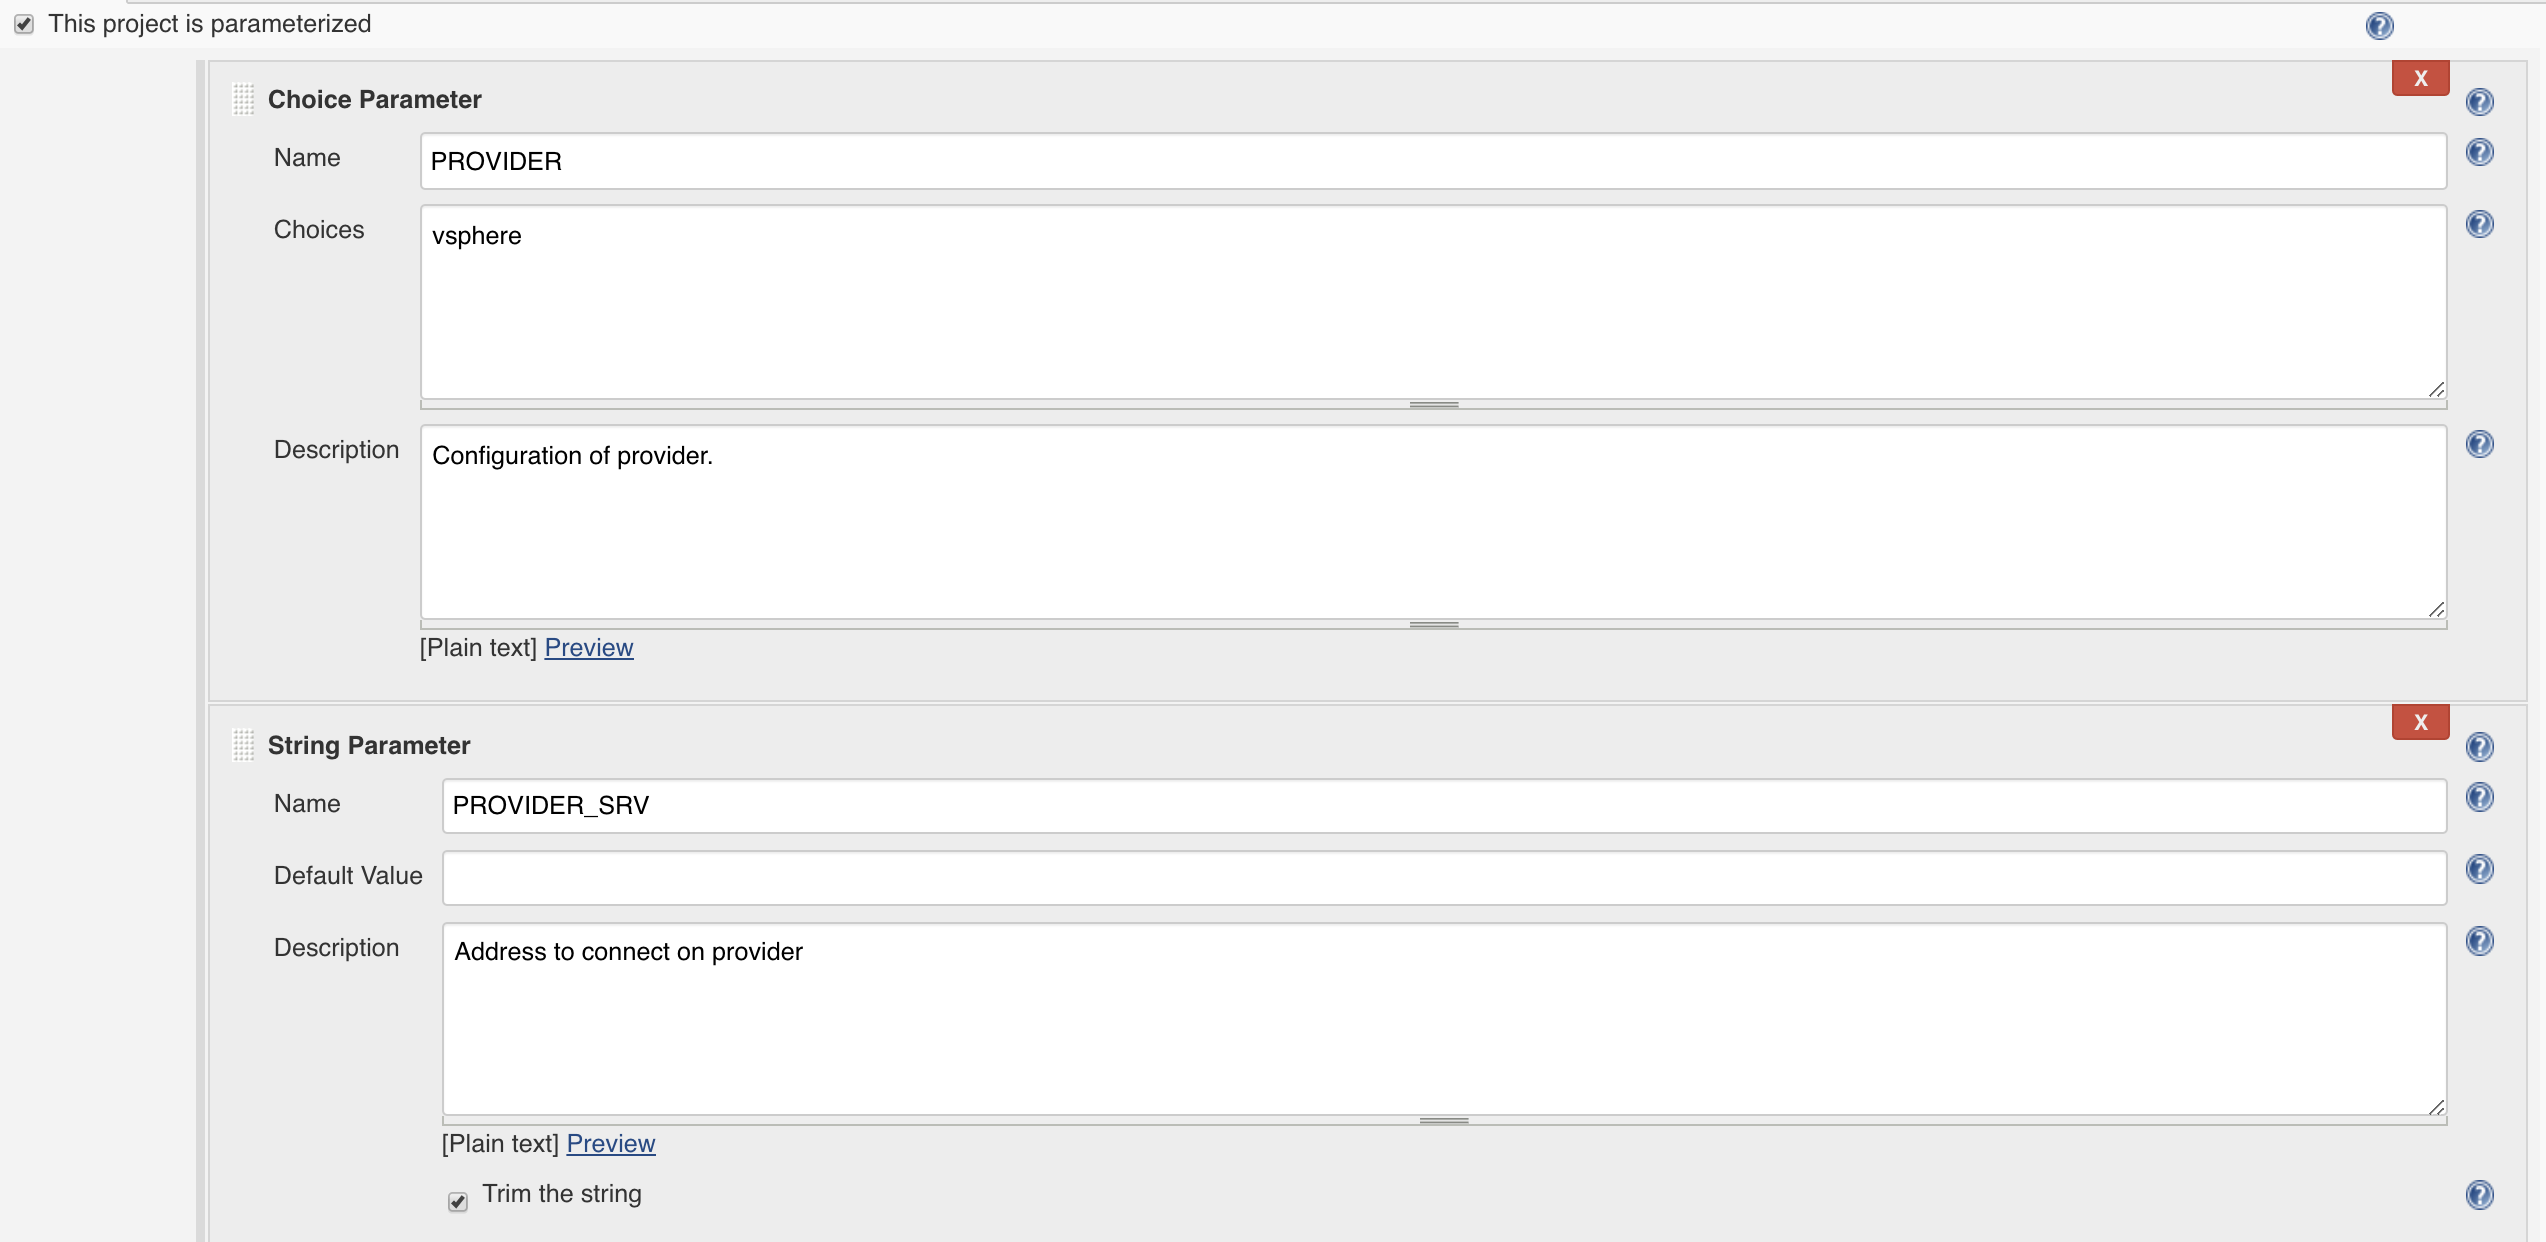 This project is parameterized
?
X
Choice Parameter
?
Name
PROVIDER
?
Choices
vsphere
?
Description
Configuration of provider.
?
[Plain text] Preview
X
String Parameter
?
Name
PROVIDER_SRV
?
Default Value
?
Description
Address to connect on provider
?
[Plain text] Preview
Trim the string
?